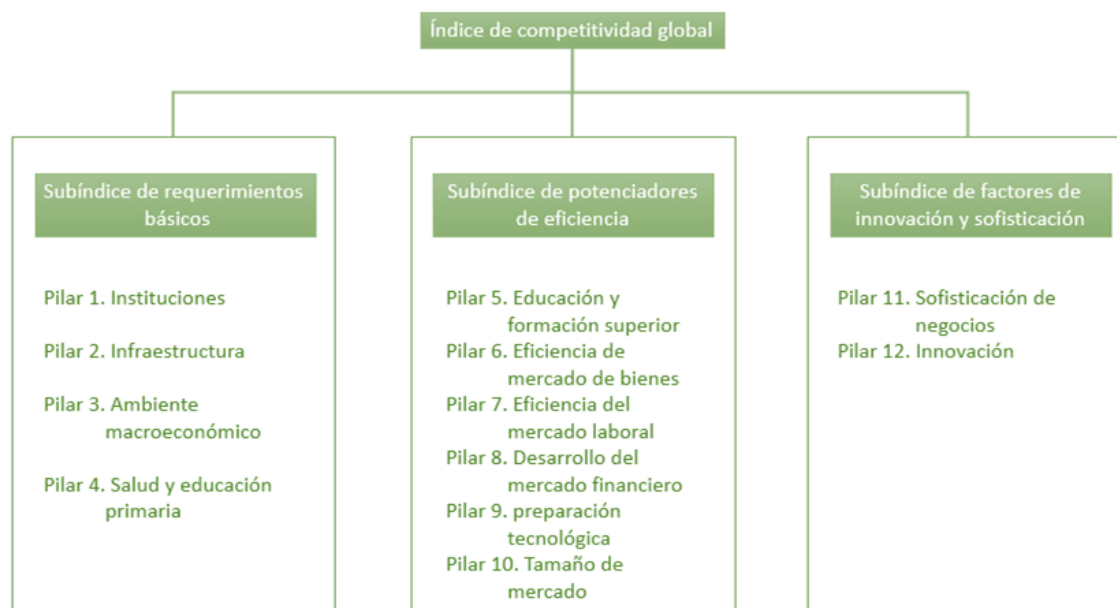 Índice de competitividad global
Subíndice de requerimientos
básicos
Pilar 1. Instituciones
Pilar 2. Infraestructura
Pilar 3. Ambiente
macroeconómico
Pilar 4. Salud y educación
primaria
Subíndice de potenciadores
de eficiencia
Pilar 5. Educación y
formación superior
Pilar 6. Eficiencia de
mercado de bienes
Pilar 7. Eficiencia del
mercado laboral
Pilar 8. Desarrollo del
mercado financiero
Pilar 9. preparación
tecnológica
Pilar 10. Tamaño de
mercado
Subíndice de factores de
innovación y sofisticación
Pilar 11. Sofisticación de
negocios
Pilar 12. Innovación